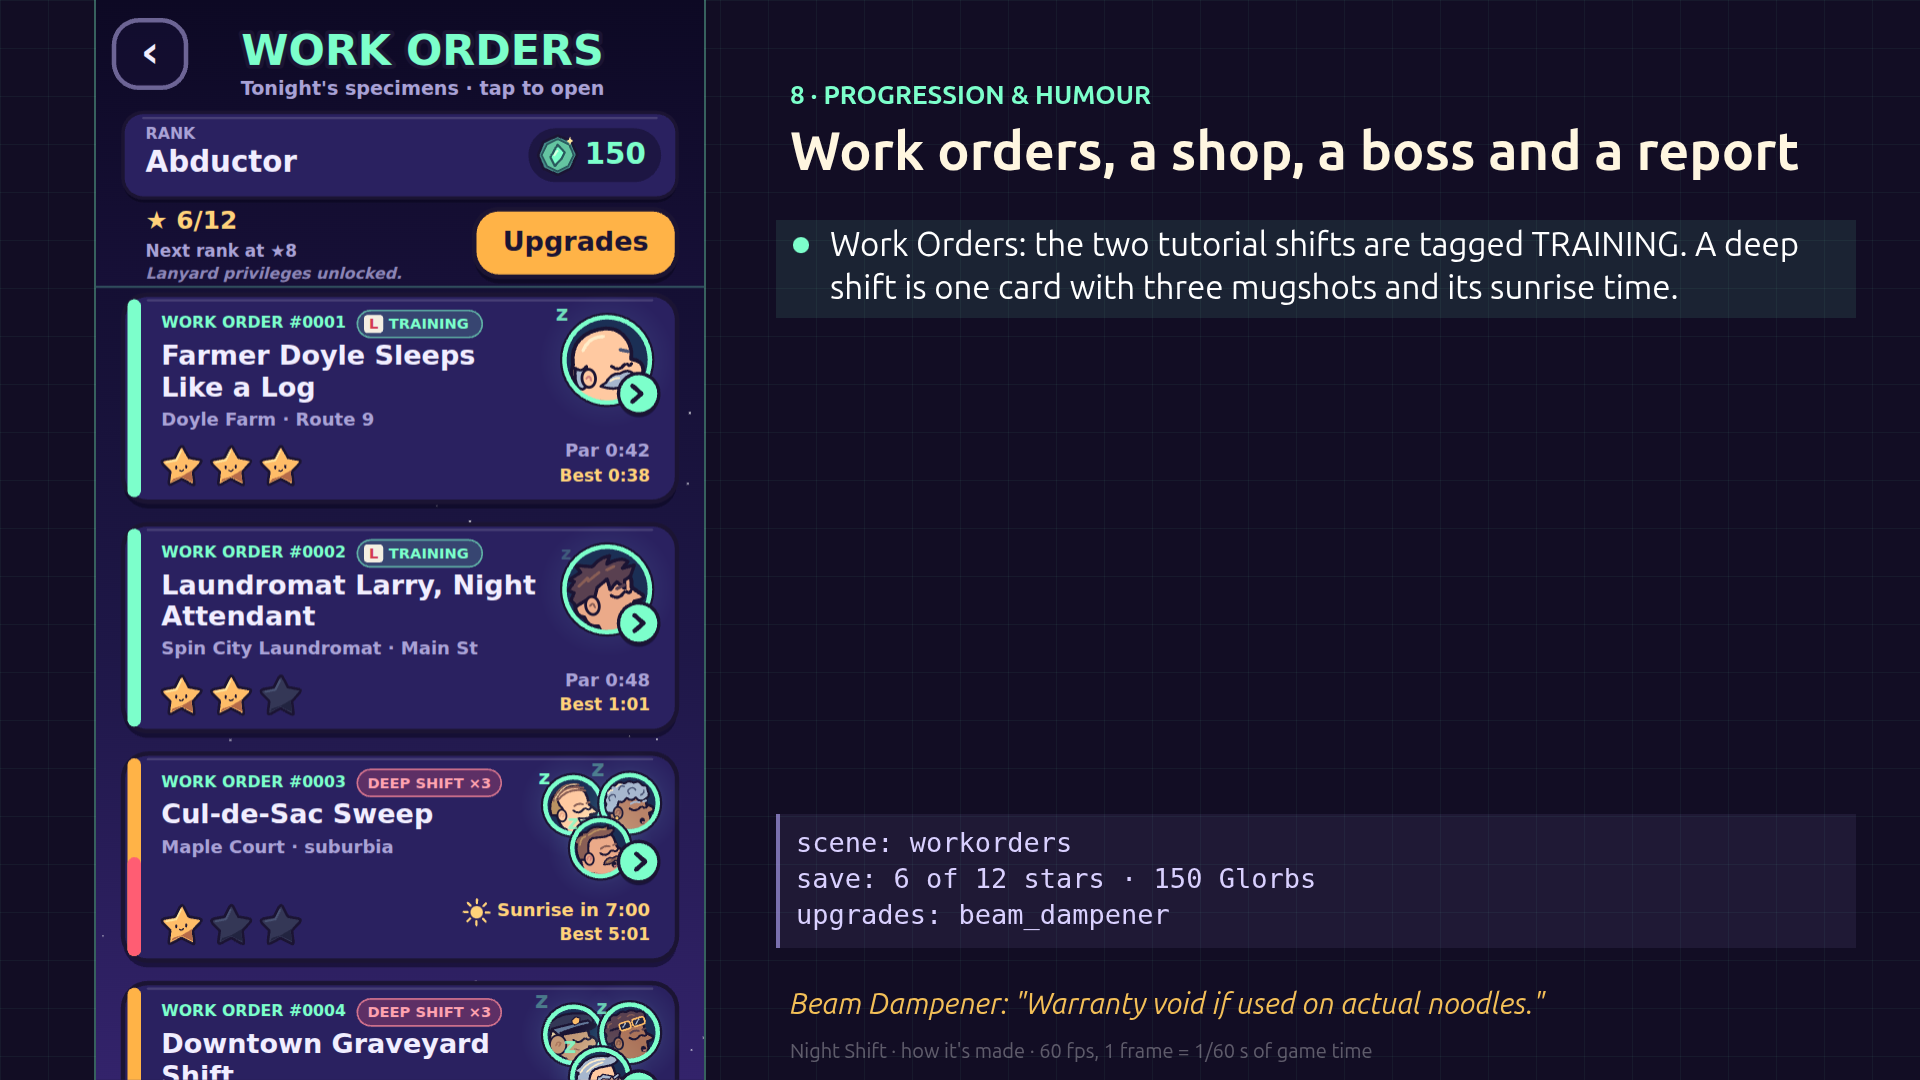 ‹
WORK ORDERS
Tonight's specimens · tap to open
RANK
Abductor
150
★ 6/12
Next rank at ★8
Lanyard privileges unlocked.
Upgrades
WORK ORDER #0001
L TRAINING
Farmer Doyle Sleeps
Like a Log
Doyle Farm · Route 9
Par 0:42
Best 0:38
z
WORK ORDER #0002
L TRAINING
Laundromat Larry, Night
Attendant
Spin City Laundromat · Main St
Par 0:48
Best 1:01
z
WORK ORDER #0003
DEEP SHIFT ×3
Cul-de-Sac Sweep
Maple Court · suburbia
Sunrise in 7:00
Best 5:01
z
z
WORK ORDER #0004
DEEP SHIFT ×3
Downtown Graveyard
Shift
z
z
z
8 · PROGRESSION & HUMOUR
Work orders, a shop, a boss and a report
Work Orders: the two tutorial shifts are tagged TRAINING. A deep
shift is one card with three mugshots and its sunrise time.
scene: workorders
save: 6 of 12 stars · 150 Glorbs
upgrades: beam_dampener
Beam Dampener: "Warranty void if used on actual noodles."
Night Shift · how it's made · 60 fps, 1 frame = 1/60 s of game time